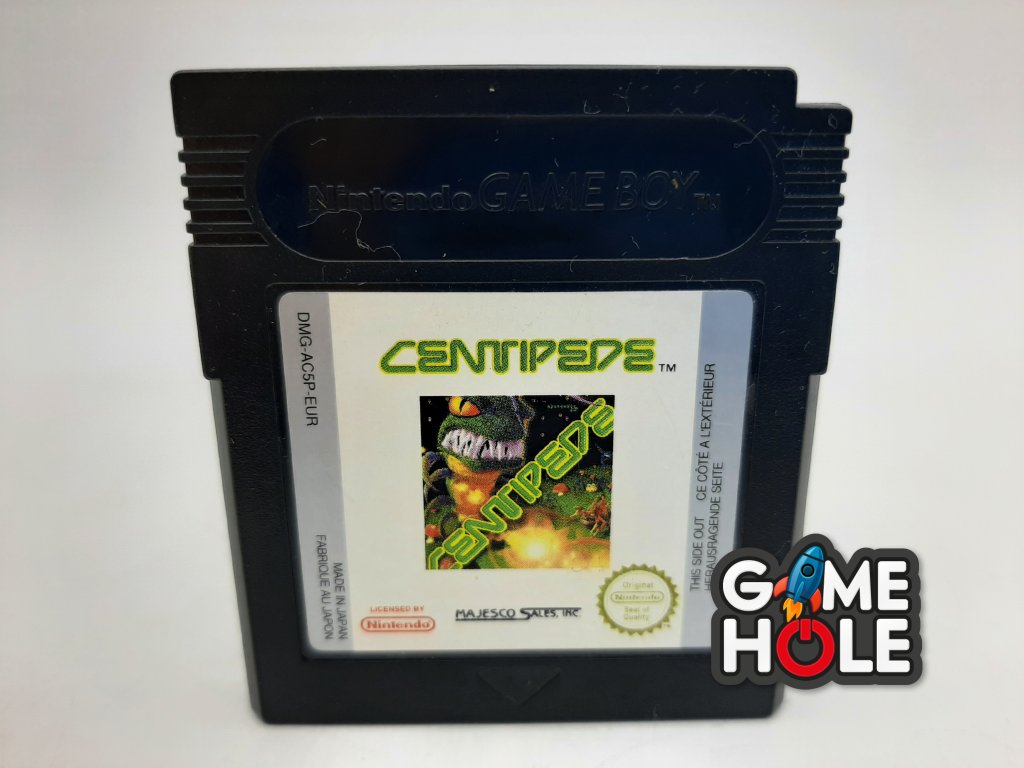 Nintendo GAME BOY TM
DMG-AC5P-EUR
MADE IN JAPAN
FABRIQUE AU JAPON
CENTIPEDE TM
CENTIPEDE
LICENSED BY
Nintendo
MAJESCO SALES, INC.
Original
Nintendo
Seal of
Quality
THIS SIDE OUT CE CÔTÉ A L'EXTÉRIEUR
HERAUSRAGENDE SEITE
GAME
HOLE